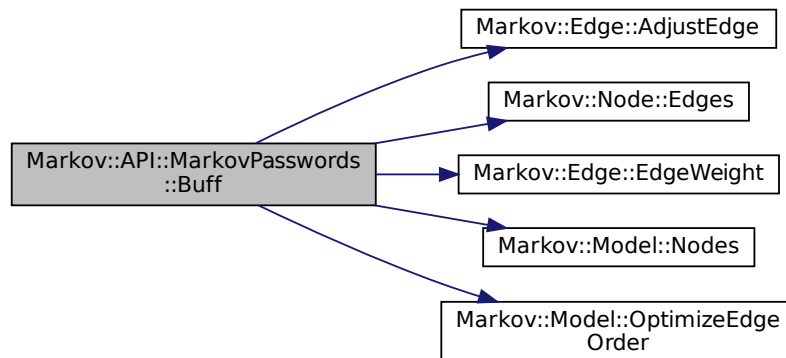 Markov::API::MarkovPasswords
::Buff
Markov::Edge::AdjustEdge
Markov::Node::Edges
Markov::Edge::EdgeWeight
Markov::Model::Nodes
Markov::Model::OptimizeEdge
Order